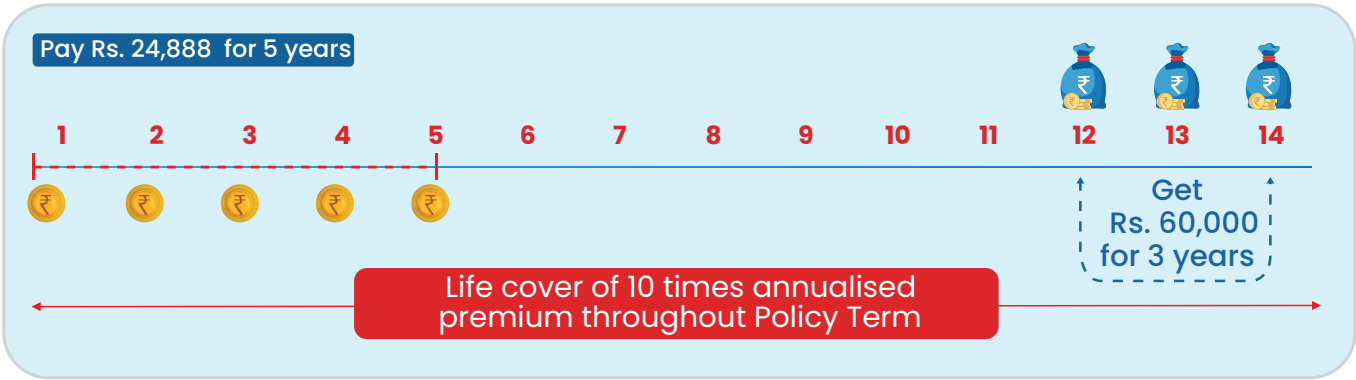 Pay Rs. 24,888 for 5 years
₹ ₹ ₹
1 2 3 4 5 6 7 8 9 10 11 12 13 14
₹ ₹ ₹ ₹ ₹
Get
Rs. 60,000
for 3 years
Life cover of 10 times annualised
premium throughout Policy Term